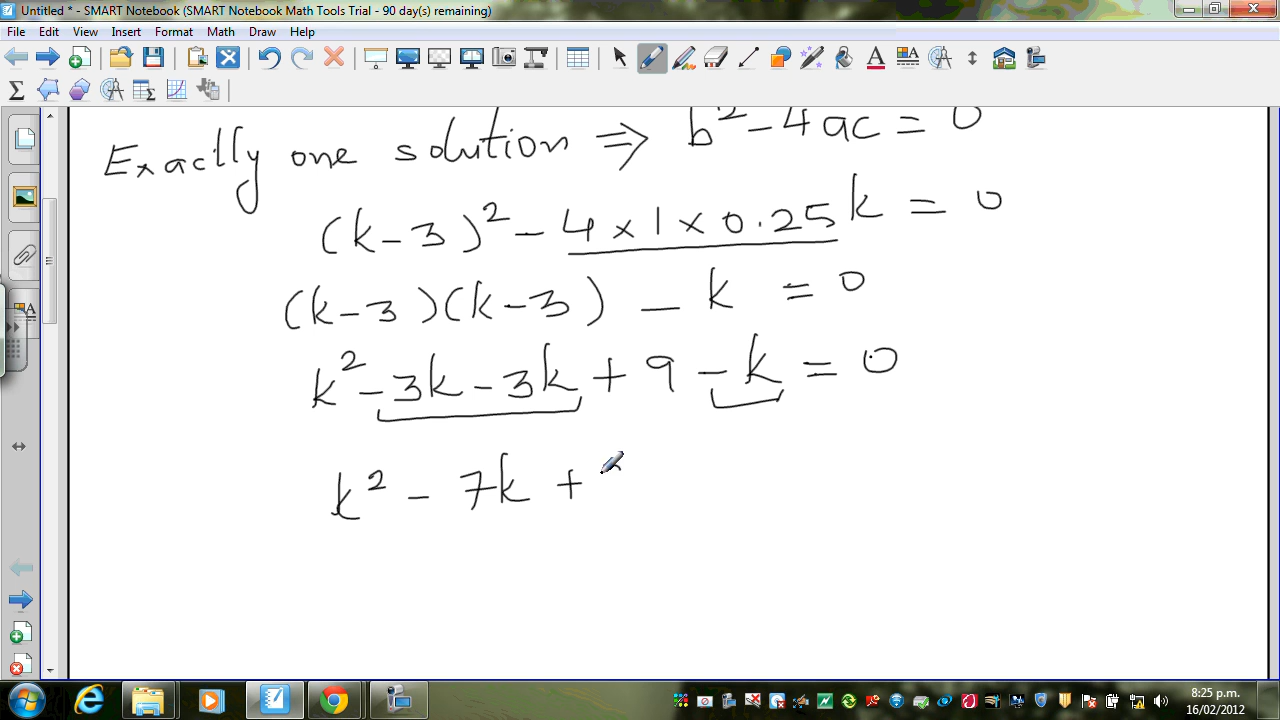 Untitled * - SMART Notebook (SMART Notebook Math Tools Trial - 90 day(s) remaining)
File Edit View Insert Format Math Draw Help
Exactly one solution ⇒ b² - 4ac = 0
(k-3)² - 4 × 1 × 0.25k = 0
(k-3)(k-3) - k = 0
k² - 3k - 3k + 9 - k = 0
k² - 7k +
8:25 p.m.
16/02/2012